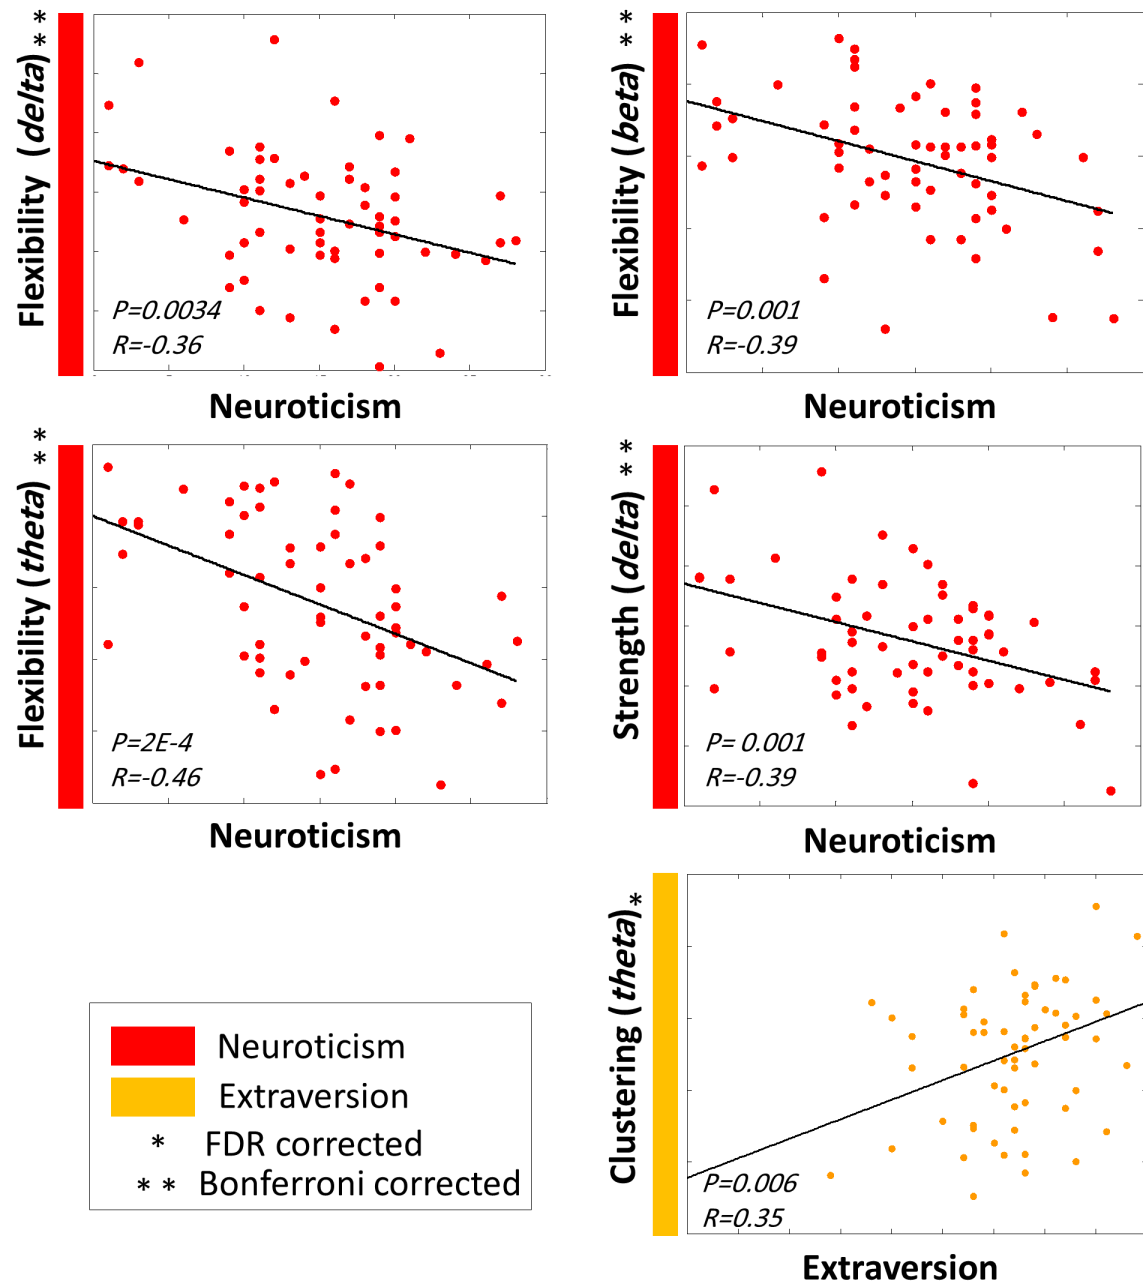 Flexibility (delta)**
P=0.0034
R=-0.36
Neuroticism
Flexibility (beta) **
P=0.001
R=-0.39
Neuroticism
Flexibility (theta) **
P=2E-4
R=-0.46
Neuroticism
Strength (delta) **
P= 0.001
R=-0.39
Neuroticism
Clustering (theta)*
P=0.006
R=0.35
Extraversion
Neuroticism
Extraversion
* FDR corrected
** Bonferroni corrected